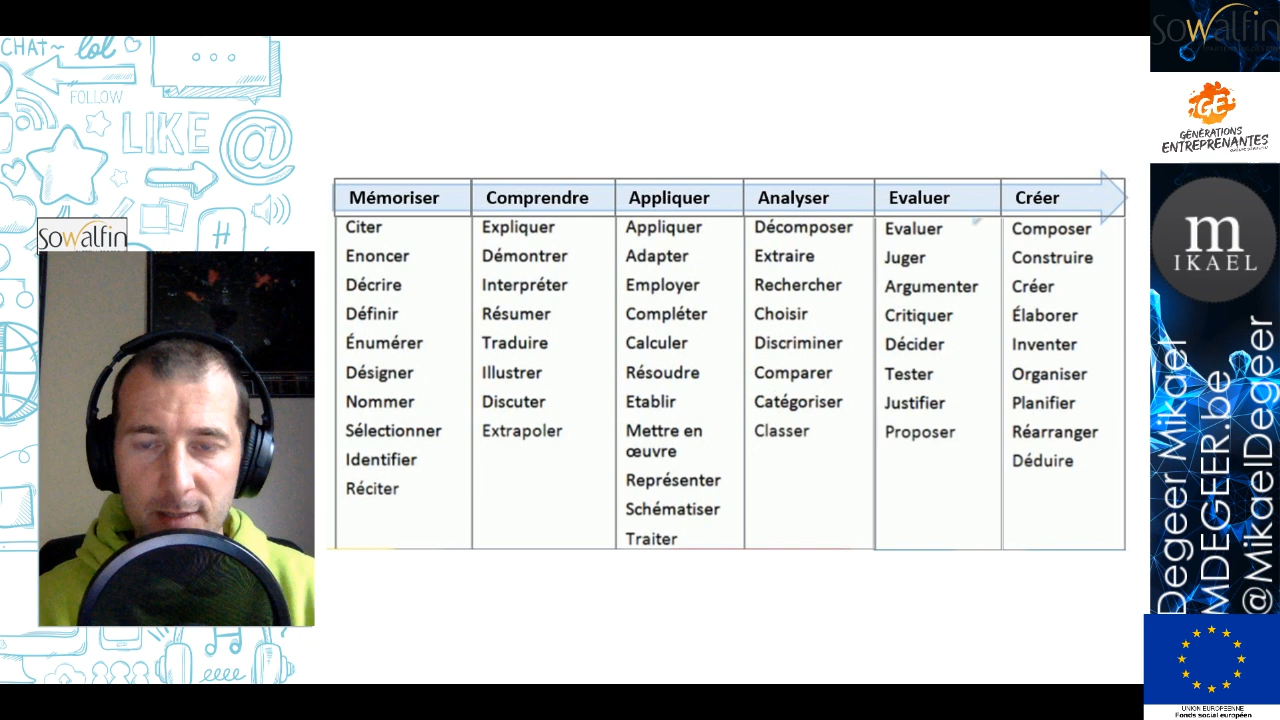 CHAT~ lol
FOLLOW
LIKE
@
#
Sowalfin
Mémoriser Comprendre Appliquer Analyser Evaluer Créer
Citer Expliquer Appliquer Décomposer Evaluer Composer
Enoncer Démontrer Adapter Extraire Juger Construire
Décrire Interpréter Employer Rechercher Argumenter Créer
Définir Résumer Compléter Choisir Critiquer Élaborer
Énumérer Traduire Calculer Discriminer Décider Inventer
Désigner Illustrer Résoudre Comparer Tester Organiser
Nommer Discuter Etablir Catégoriser Justifier Planifier
Sélectionner Extrapoler Mettre en œuvre Classer Proposer Réarranger
Identifier Représenter Déduire
Réciter Schématiser
Traiter
Sowalfin
GE
GÉNÉRATIONS
ENTREPRENANTES
m
IKAEL
Degeer Mikael
MDEGEER.be
@MikaelDegeer
UNION EUROPEENNE
Fonds social européen